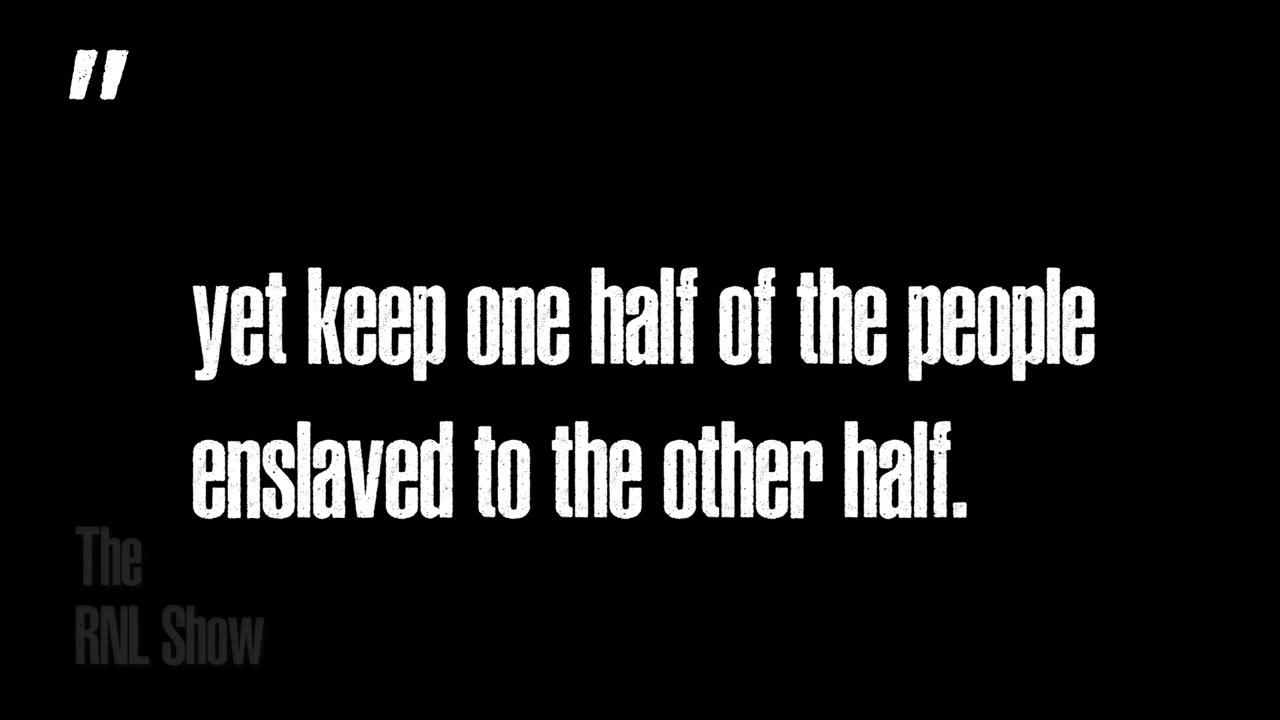 "
yet keep one half of the people
enslaved to the other half.
The
RNL Show